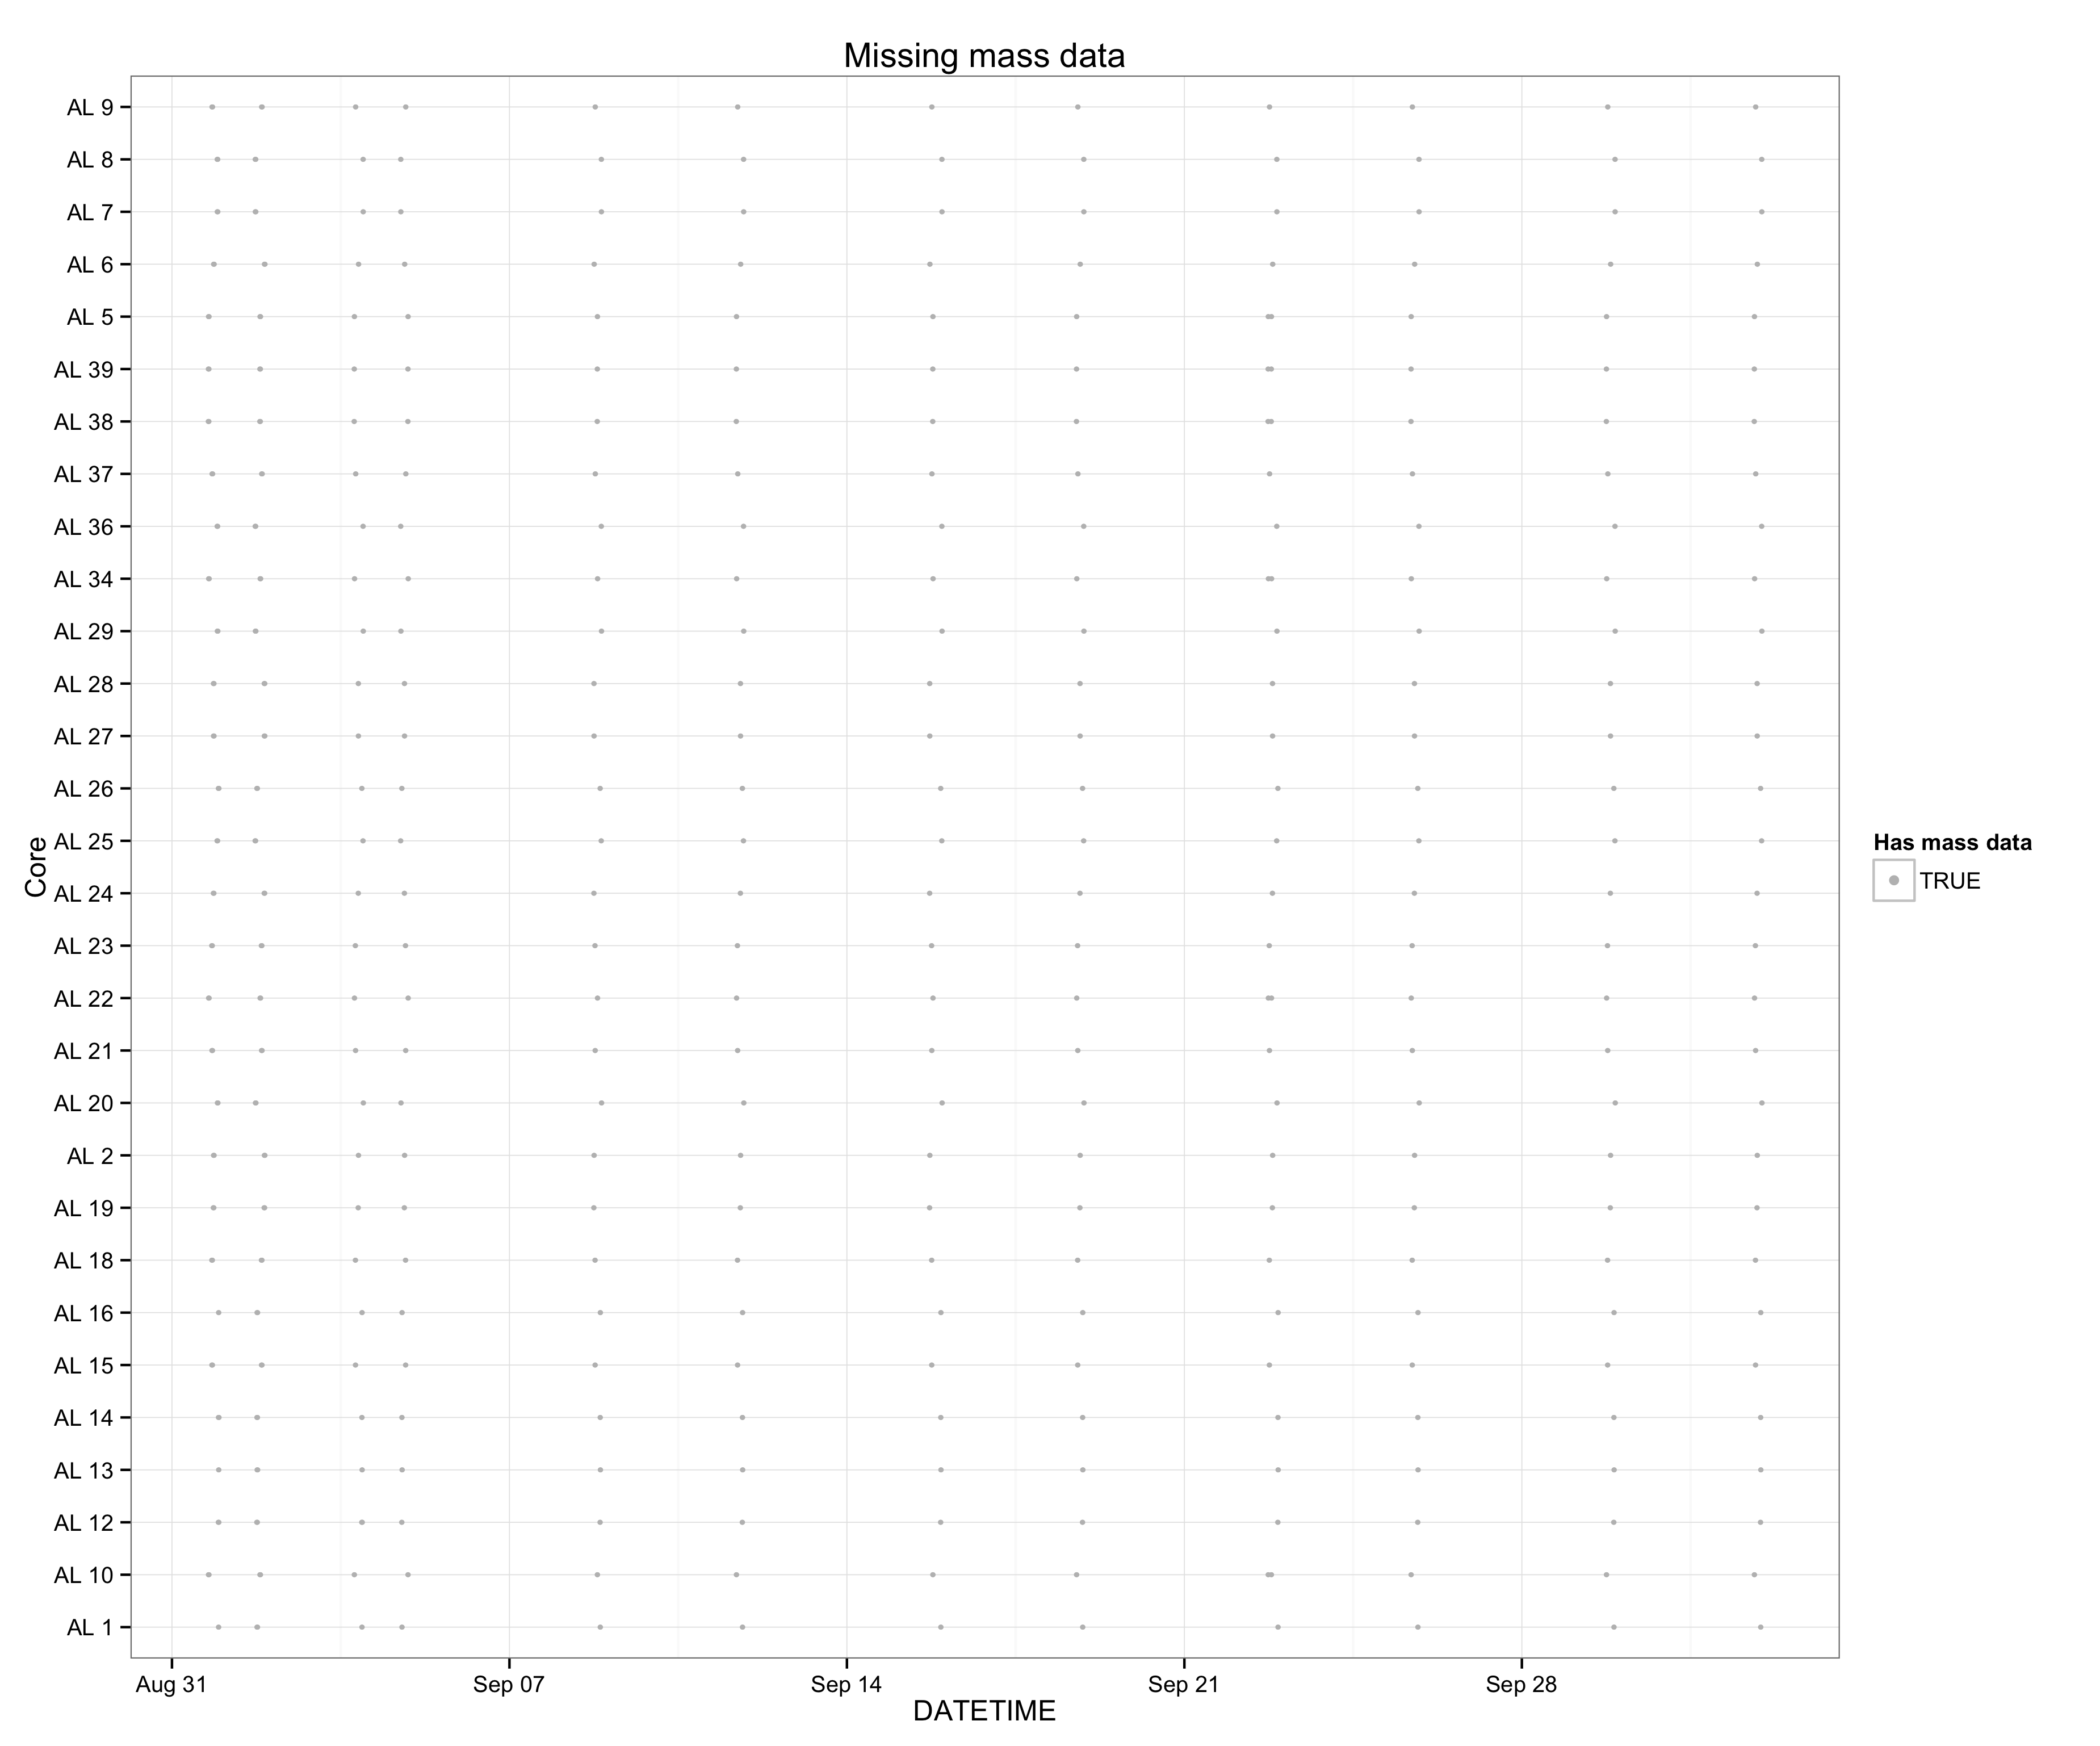 Missing mass data
AL 9
AL 8
AL 7
AL 6
AL 5
AL 39
AL 38
AL 37
AL 36
AL 34
AL 29
AL 28
AL 27
AL 26
AL 25
AL 24
AL 23
AL 22
AL 21
AL 20
AL 2
AL 19
AL 18
AL 16
AL 15
AL 14
AL 13
AL 12
AL 10
AL 1
Core
Aug 31 Sep 07 Sep 14 Sep 21 Sep 28
DATETIME
Has mass data
TRUE